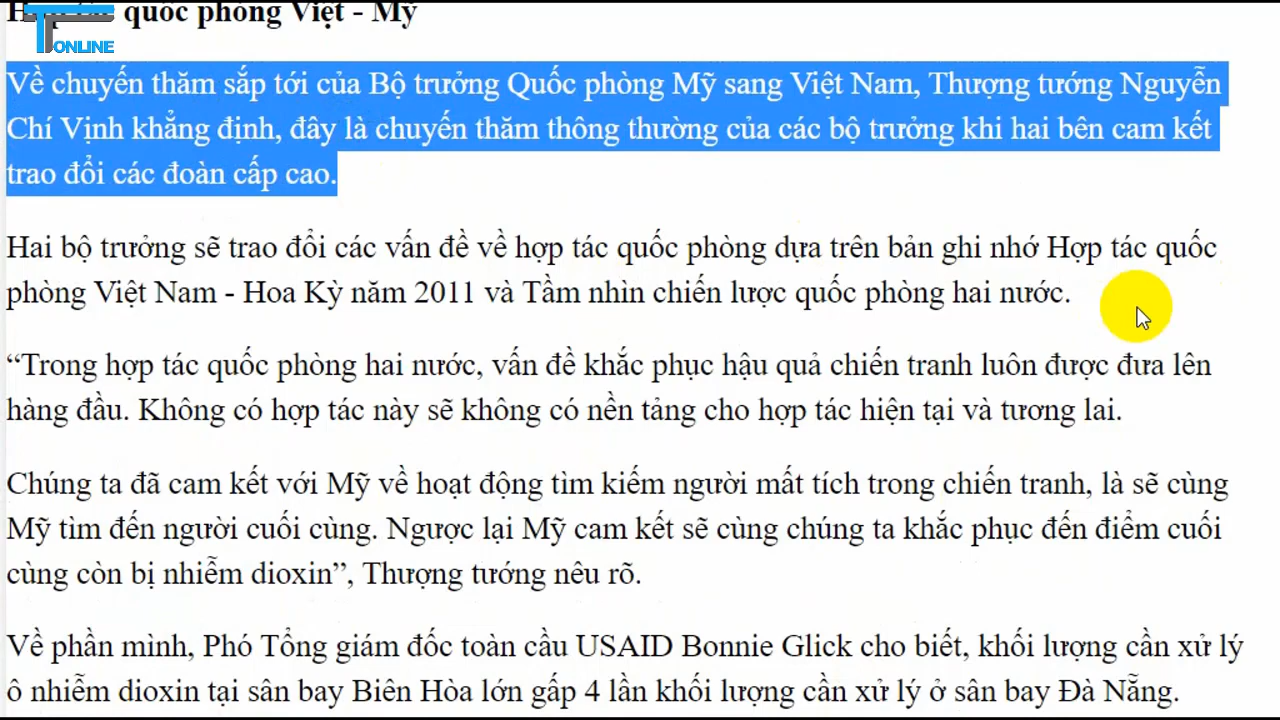 Hợp tác quốc phòng Việt - Mỹ
TF ONLINE
Về chuyến thăm sắp tới của Bộ trưởng Quốc phòng Mỹ sang Việt Nam, Thượng tướng Nguyễn
Chí Vịnh khẳng định, đây là chuyến thăm thông thường của các bộ trưởng khi hai bên cam kết
trao đổi các đoàn cấp cao.
Hai bộ trưởng sẽ trao đổi các vấn đề về hợp tác quốc phòng dựa trên bản ghi nhớ Hợp tác quốc
phòng Việt Nam - Hoa Kỳ năm 2011 và Tầm nhìn chiến lược quốc phòng hai nước.
“Trong hợp tác quốc phòng hai nước, vấn đề khắc phục hậu quả chiến tranh luôn được đưa lên
hàng đầu. Không có hợp tác này sẽ không có nền tảng cho hợp tác hiện tại và tương lai.
Chúng ta đã cam kết với Mỹ về hoạt động tìm kiếm người mất tích trong chiến tranh, là sẽ cùng
Mỹ tìm đến người cuối cùng. Ngược lại Mỹ cam kết sẽ cùng chúng ta khắc phục đến điểm cuối
cùng còn bị nhiễm dioxin”, Thượng tướng nêu rõ.
Về phần mình, Phó Tổng giám đốc toàn cầu USAID Bonnie Glick cho biết, khối lượng cần xử lý
ô nhiễm dioxin tại sân bay Biên Hòa lớn gấp 4 lần khối lượng cần xử lý ở sân bay Đà Nẵng.